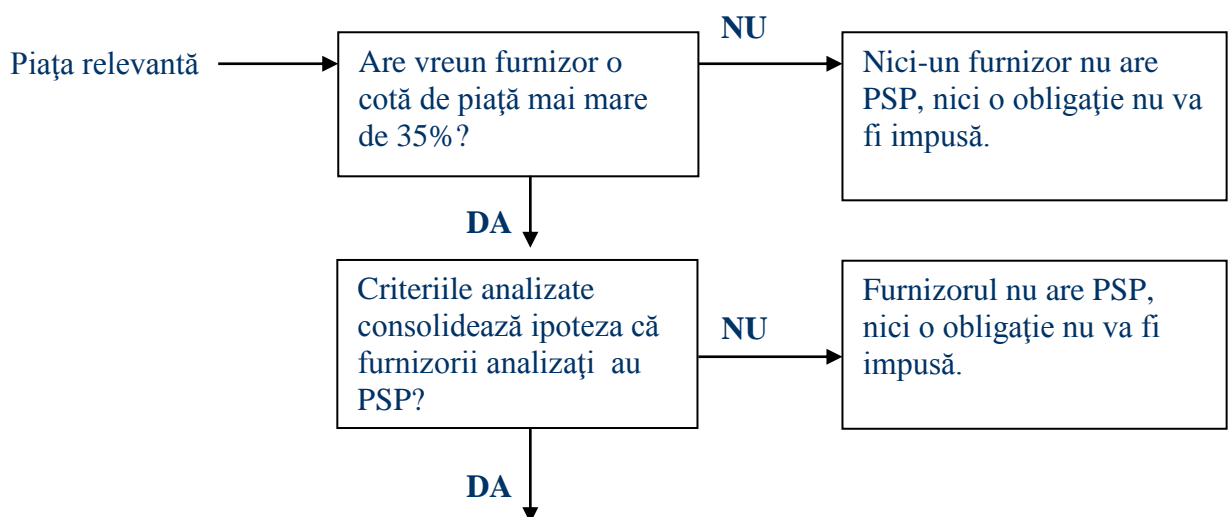 NU
Piaţa relevantă
Are vreun furnizor o
cotă de piaţă mai mare
de 35%?
Nici-un furnizor nu are
PSP, nici o obligaţie nu va
fi impusă.
DA
Criteriile analizate
consolidează ipoteza că
furnizorii analizaţi au
PSP?
NU
Furnizorul nu are PSP,
nici o obligaţie nu va fi
impusă.
DA